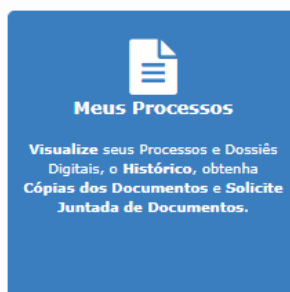 Meus Processos
Visualize seus Processos e Dossiês
Digitais, o Histórico, obtenha
Cópias dos Documentos e Solicite
Juntada de Documentos.